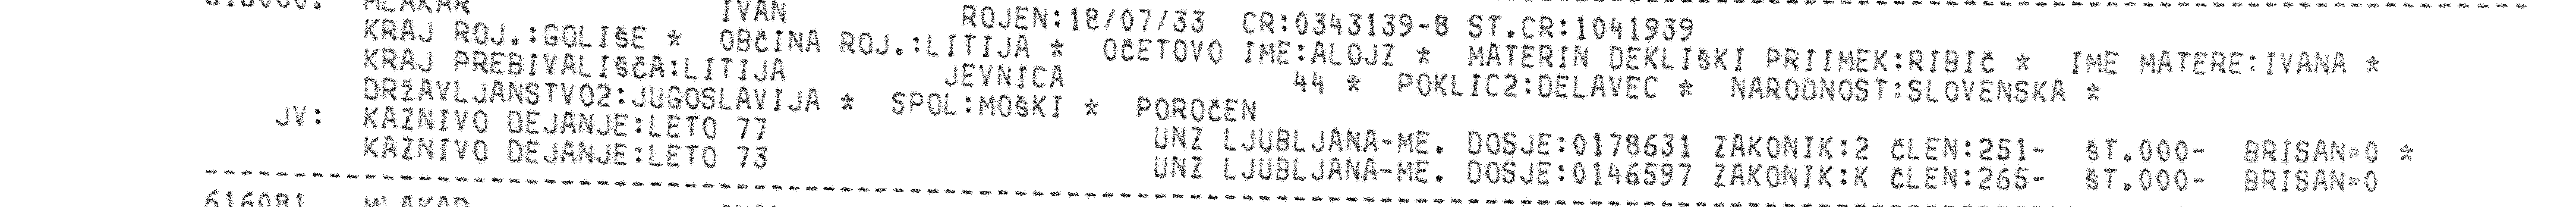 MLAKAR IVAN ROJEN:18/07/33 CR:0343139-8 ST.CR:1041939
KRAJ ROJ.:GOLIŠE * OBČINA ROJ.:LITIJA * OČETOVO IME:ALOJZ * MATERIN DEKLIŠKI PRIIMEK:RIBIČ * IME MATERE:IVANA *
KRAJ PREBIVALIŠČA:LITIJA JEVNICA 44 * POKLIC2:DELAVEC * NARODNOST:SLOVENSKA *
DRŽAVLJANSTVO2:JUGOSLAVIJA * SPOL:MOŠKI * POROČEN
JV: KAZNIVO DEJANJE:LETO 77 UNZ LJUBLJANA-ME. DOSJE:0178631 ZAKONIK:2 ČLEN:251- ŠT.000- BRISAN=0 *
KAZNIVO DEJANJE:LETO 73 UNZ LJUBLJANA-ME. DOSJE:0146597 ZAKONIK:K ČLEN:265- ŠT.000- BRISAN=0
616081 MLAKAR